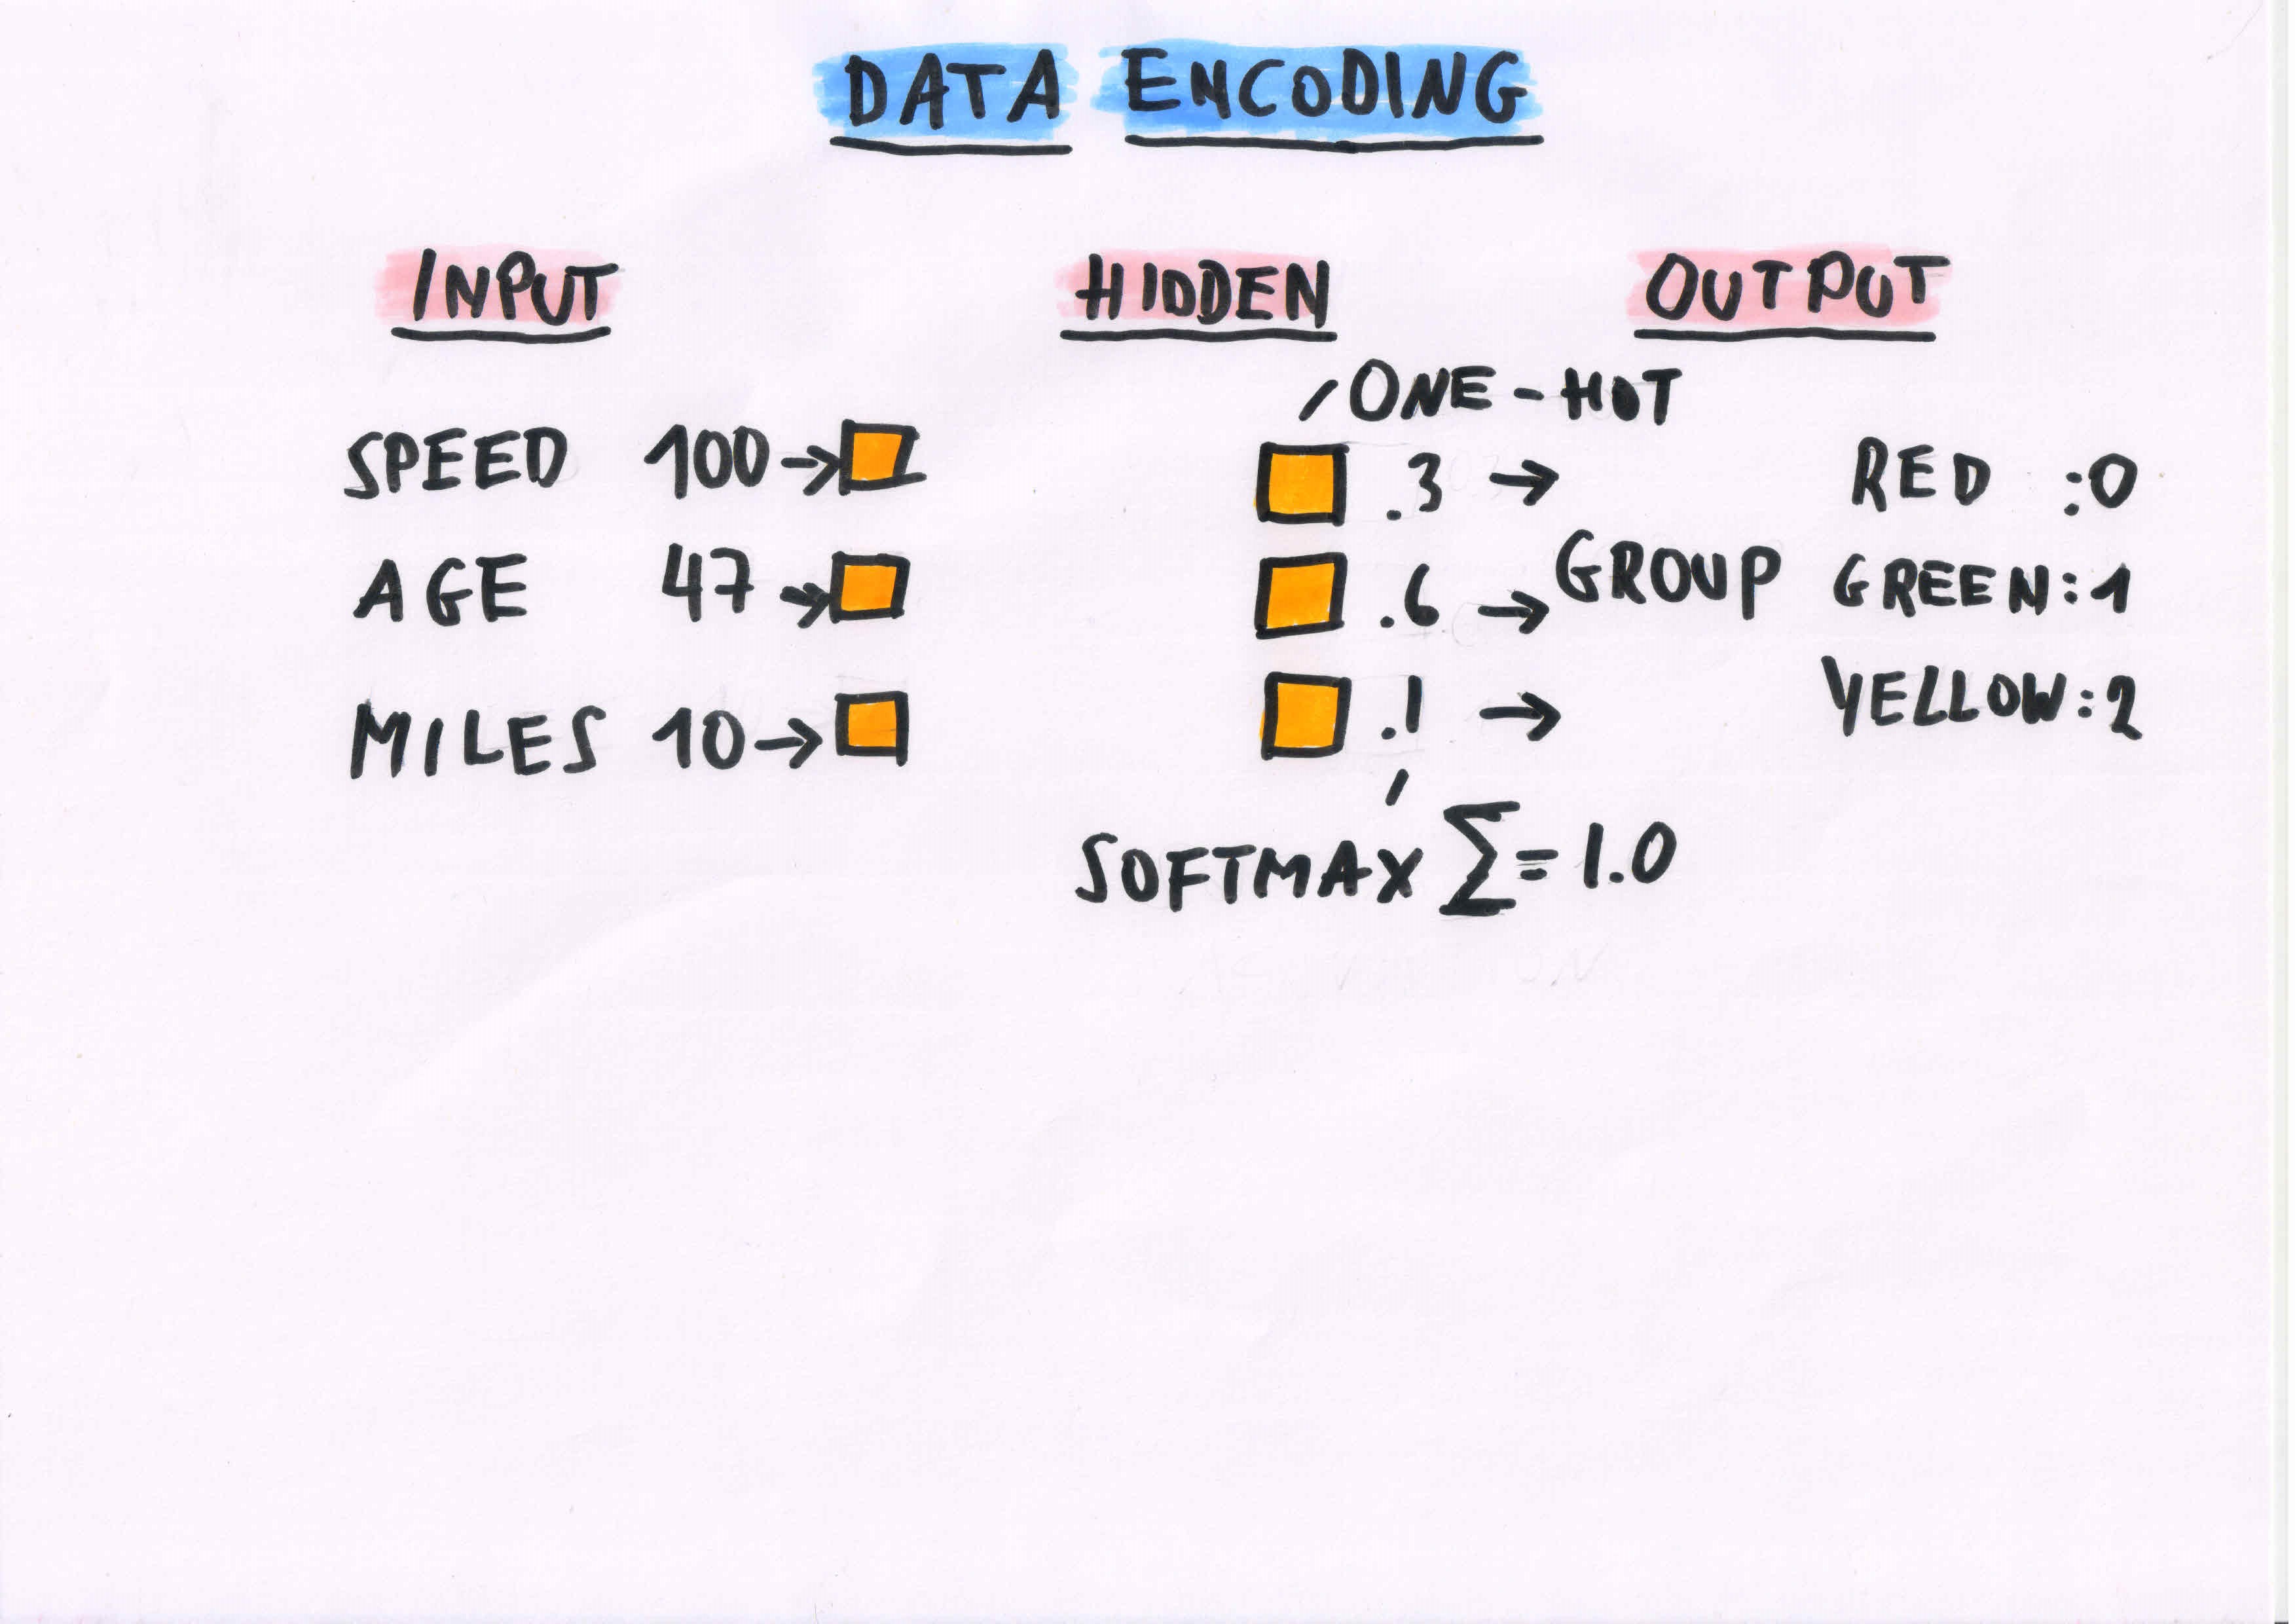 DATA ENCODING
INPUT HIDDEN OUTPUT
ONE-HOT
SPEED 100→ .3 → RED :0
AGE 47→ .6 → GROUP GREEN:1
MILES 10→ .1 → YELLOW:2
SOFTMAX Σ=1.0